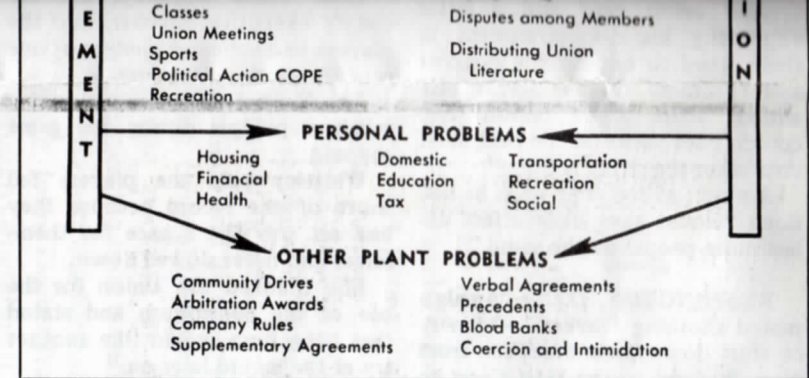 E
M
E
N
T
Classes
Union Meetings
Sports
Political Action COPE
Recreation
Disputes among Members
Distributing Union
Literature
I
O
N
PERSONAL PROBLEMS
Housing Domestic Transportation
Financial Education Recreation
Health Tax Social
OTHER PLANT PROBLEMS
Community Drives
Arbitration Awards
Company Rules
Supplementary Agreements
Verbal Agreements
Precedents
Blood Banks
Coercion and Intimidation